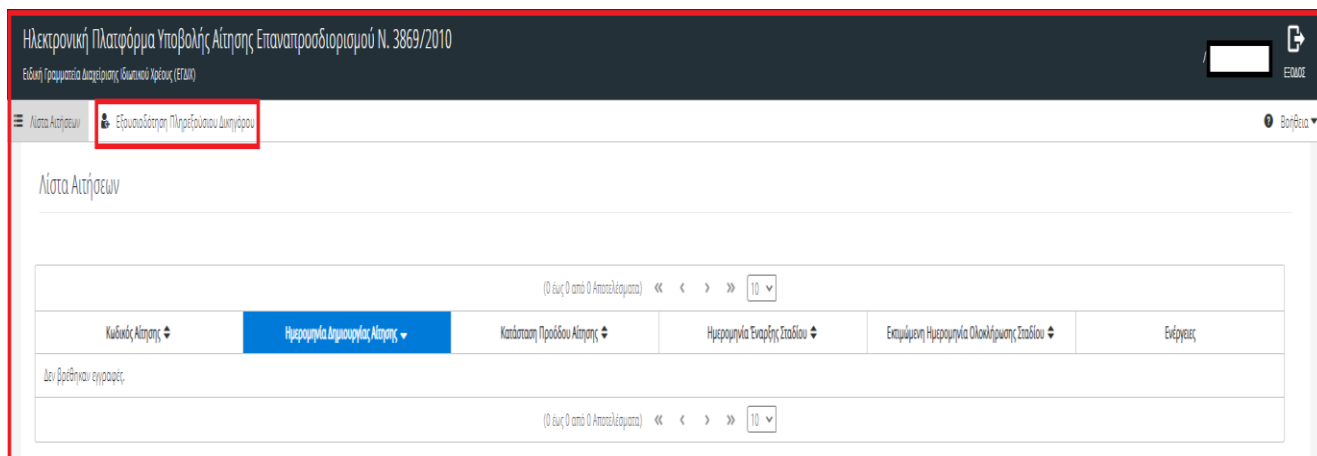 Ηλεκτρονική Πλατφόρμα Υποβολής Αίτησης Επαναπροσδιορισμού Ν. 3869/2010
Ειδική Γραμματεία Διαχείρισης Ιδιωτικού Χρέους (ΕΓΔΙΧ)
/
ΕΞΟΔΟΣ
Λίστα Αιτήσεων Εξουσιοδότηση Πληρεξούσιου Δικηγόρου Βοήθεια
Λίστα Αιτήσεων
(0 έως 0 από 0 Αποτελέσματα) « ‹ › » 10
Κωδικός Αίτησης Ημερομηνία Δημιουργίας Αίτησης Κατάσταση Προόδου Αίτησης Ημερομηνία Έναρξης Σταδίου Εκτιμώμενη Ημερομηνία Ολοκλήρωσης Σταδίου Ενέργειες
Δεν βρέθηκαν εγγραφές.
(0 έως 0 από 0 Αποτελέσματα) « ‹ › » 10